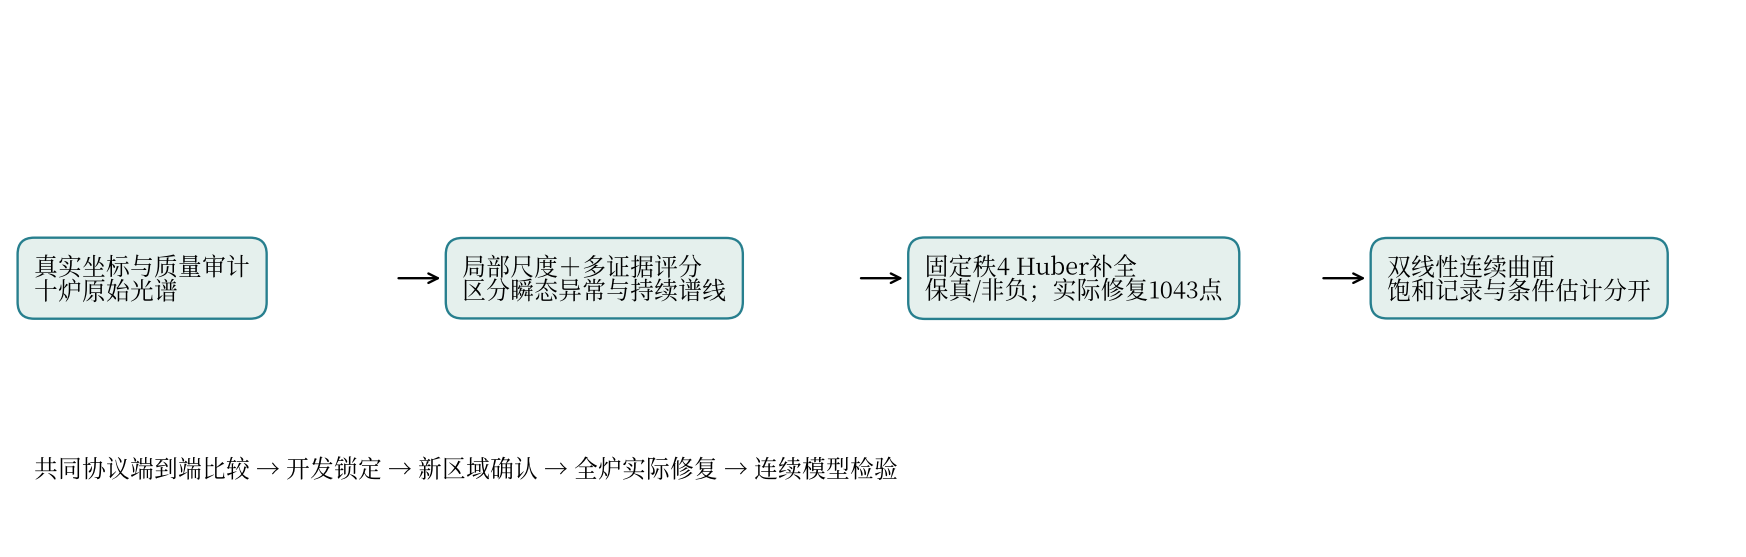 真实坐标与质量审计
十炉原始光谱
局部尺度＋多证据评分
区分瞬态异常与持续谱线
固定秩4 Huber补全
保真/非负；实际修复1043点
双线性连续曲面
饱和记录与条件估计分开
共同协议端到端比较 → 开发锁定 → 新区域确认 → 全炉实际修复 → 连续模型检验